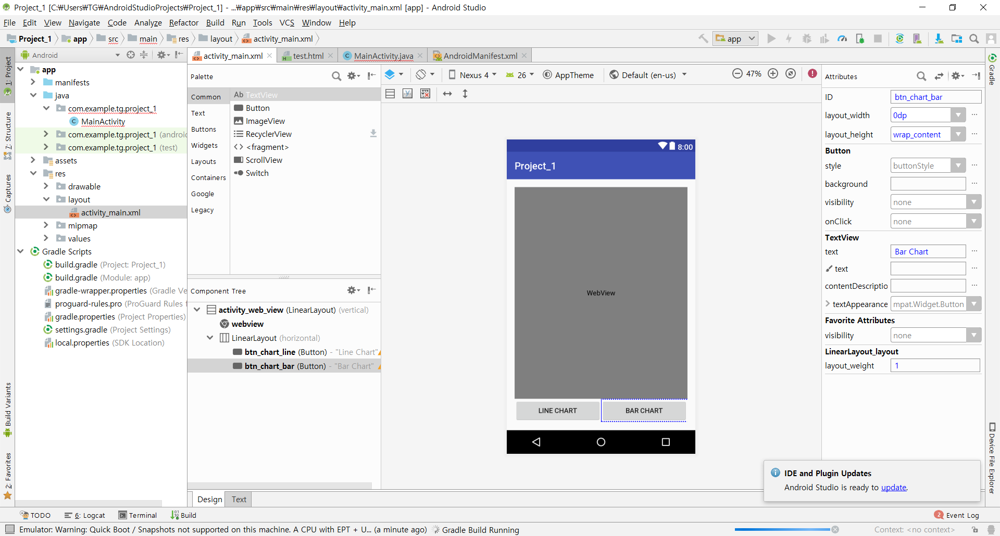 Project_1 [C:₩Users₩TG₩AndroidStudioProjects₩Project_1] - ...₩app₩src₩main₩res₩layout₩activity_main.xml [app] - Android Studio
File Edit View Navigate Code Analyze Refactor Build Run Tools VCS Window Help
Project_1 app src main res layout activity_main.xml
app
Android
activity_main.xml test.html MainActivity.java AndroidManifest.xml
1: Project
7: Structure
Captures
Build Variants
2: Favorites
app
manifests
java
com.example.tg.project_1
MainActivity
com.example.tg.project_1 (androic
com.example.tg.project_1 (test)
assets
res
drawable
layout
activity_main.xml
mipmap
values
Gradle Scripts
build.gradle (Project: Project_1)
build.gradle (Module: app)
gradle-wrapper.properties (Gradle Ve
proguard-rules.pro (ProGuard Rules f
gradle.properties (Project Properties)
settings.gradle (Project Settings)
local.properties (SDK Location)
Palette
Common
Text
Buttons
Widgets
Layouts
Containers
Google
Legacy
Ab TextView
Button
ImageView
RecyclerView
<fragment>
ScrollView
Switch
Component Tree
activity_web_view (LinearLayout) (vertical)
webview
LinearLayout (horizontal)
btn_chart_line (Button) - "Line Chart"
btn_chart_bar (Button) - "Bar Chart"
Nexus 4 26 AppTheme Default (en-us) 47%
8:00
Project_1
WebView
LINE CHART BAR CHART
Design Text
Attributes
ID btn_chart_bar
layout_width 0dp
layout_height wrap_content
Button
style buttonStyle
background
visibility none
onClick none
TextView
text Bar Chart
text
contentDescriptio
textAppearance mpat.Widget.Button
Favorite Attributes
visibility none
LinearLayout_layout
layout_weight 1
Gradle
Device File Explorer
IDE and Plugin Updates
Android Studio is ready to update.
TODO 6: Logcat Terminal Build 2 Event Log
Emulator: Warning: Quick Boot / Snapshots not supported on this machine. A CPU with EPT + U... (a minute ago) Gradle Build Running Context: <no context>